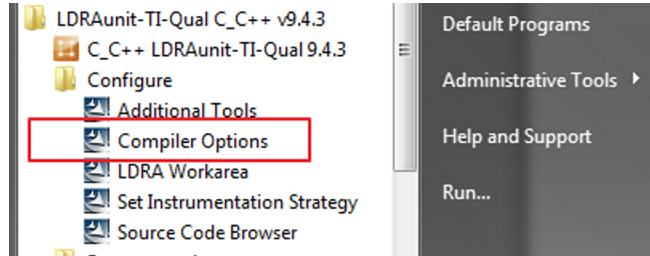 LDRAunit-TI-Qual C_C++ v9.4.3
C_C++ LDRAunit-TI-Qual 9.4.3
Configure
Additional Tools
Compiler Options
LDRA Workarea
Set Instrumentation Strategy
Source Code Browser
Default Programs
Administrative Tools
Help and Support
Run...